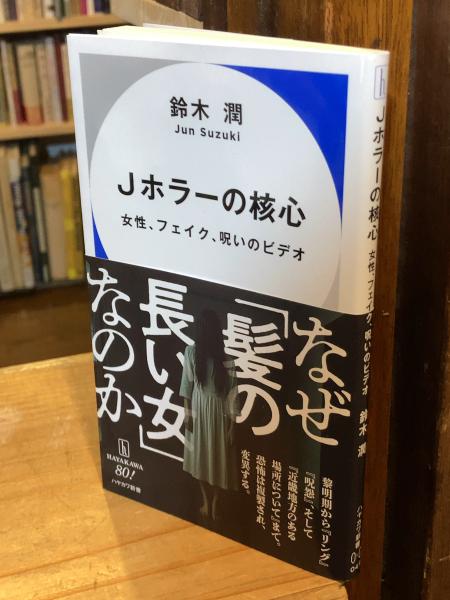 鈴木 潤
Jun Suzuki
Jホラーの核心
女性、フェイク、呪いのビデオ
なぜ
「髪の
長い女」
なのか
黎明期から『リング』
『呪怨』、そして
『近畿地方のある
場所について』まで。
恐怖は複製され、
変異する。
h
HAYAKAWA
80!
ハヤカワ新書
h
Jホラーの核心 女性、フェイク、呪いのビデオ 鈴木 潤
ハヤカワ新書